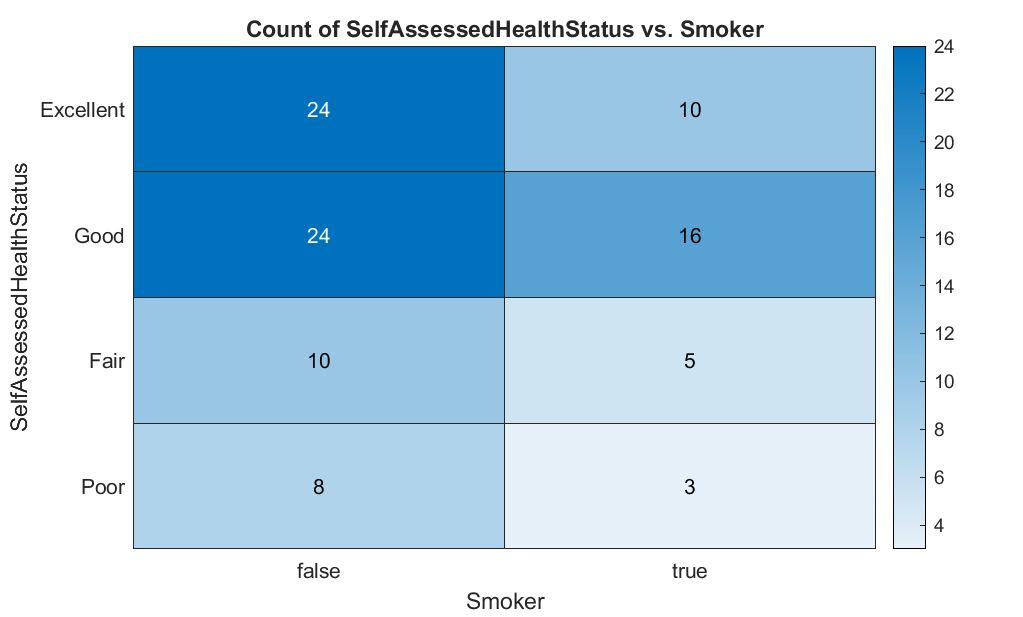 Count of SelfAssessedHealthStatus vs. Smoker
SelfAssessedHealthStatus
Excellent 24 10
Good 24 16
Fair 10 5
Poor 8 3
false true
Smoker
24
22
20
18
16
14
12
10
8
6
4